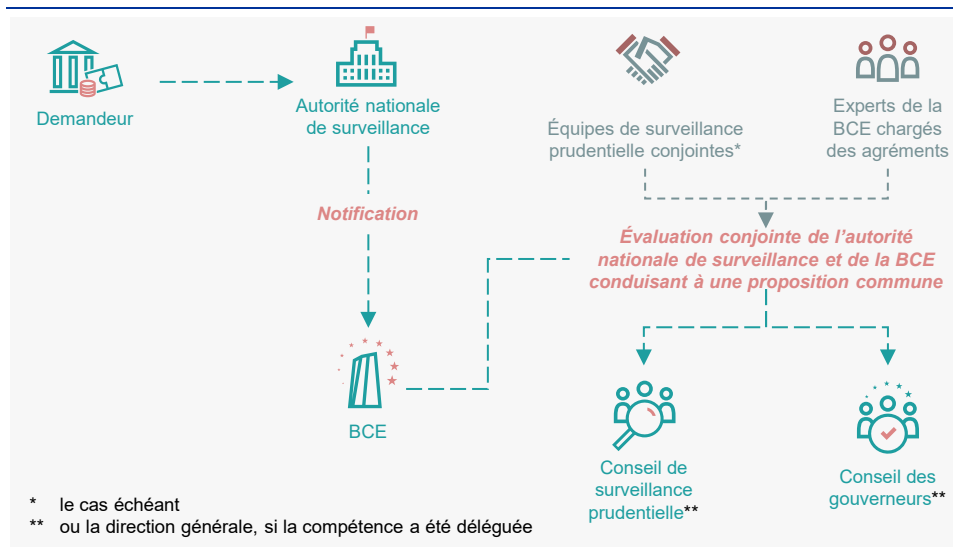 Demandeur
Autorité nationale
de surveillance
Équipes de surveillance
prudentielle conjointes*
Experts de la
BCE chargés
des agréments
Notification
Évaluation conjointe de l’autorité
nationale de surveillance et de la BCE
conduisant à une proposition commune
BCE
Conseil de
surveillance
prudentielle**
Conseil des
gouverneurs**
* le cas échéant
** ou la direction générale, si la compétence a été déléguée